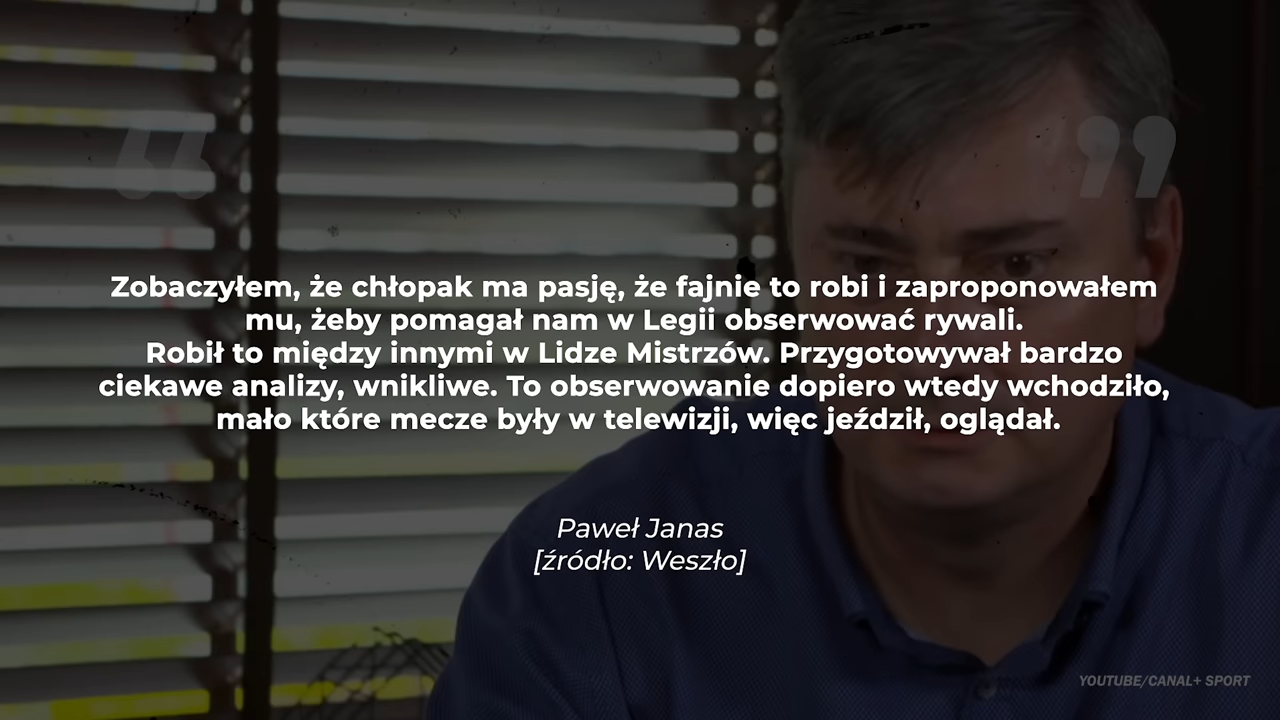 Zobaczyłem, że chłopak ma pasję, że fajnie to robi i zaproponowałem
mu, żeby pomagał nam w Legii obserwować rywali.
Robił to między innymi w Lidze Mistrzów. Przygotowywał bardzo
ciekawe analizy, wnikliwe. To obserwowanie dopiero wtedy wchodziło,
mało które mecze były w telewizji, więc jeździł, oglądał.
Paweł Janas
[źródło: Weszło]
YOUTUBE/CANAL+ SPORT